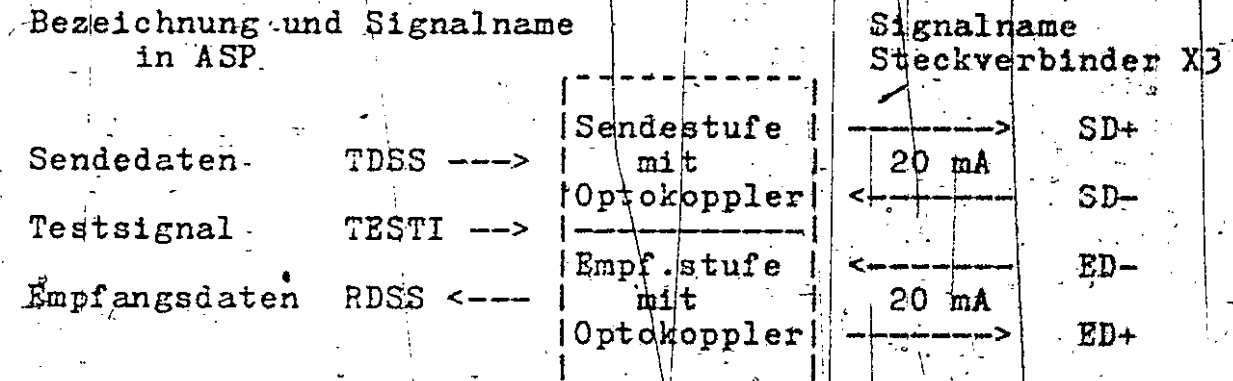 Bezeichnung und Signalname Signalname
in ASP. Steckverbinder X3
|Sendestufe | --------> SD+
Sendedaten TDSS ---> | mit | 20 mA
|Optokoppler| <-------- SD-
Testsignal TESTI --> |-----------|
|Empf.stufe | <-------- ED-
Empfangsdaten RDSS <--- | mit | 20 mA
|Optokoppler| --------> ED+